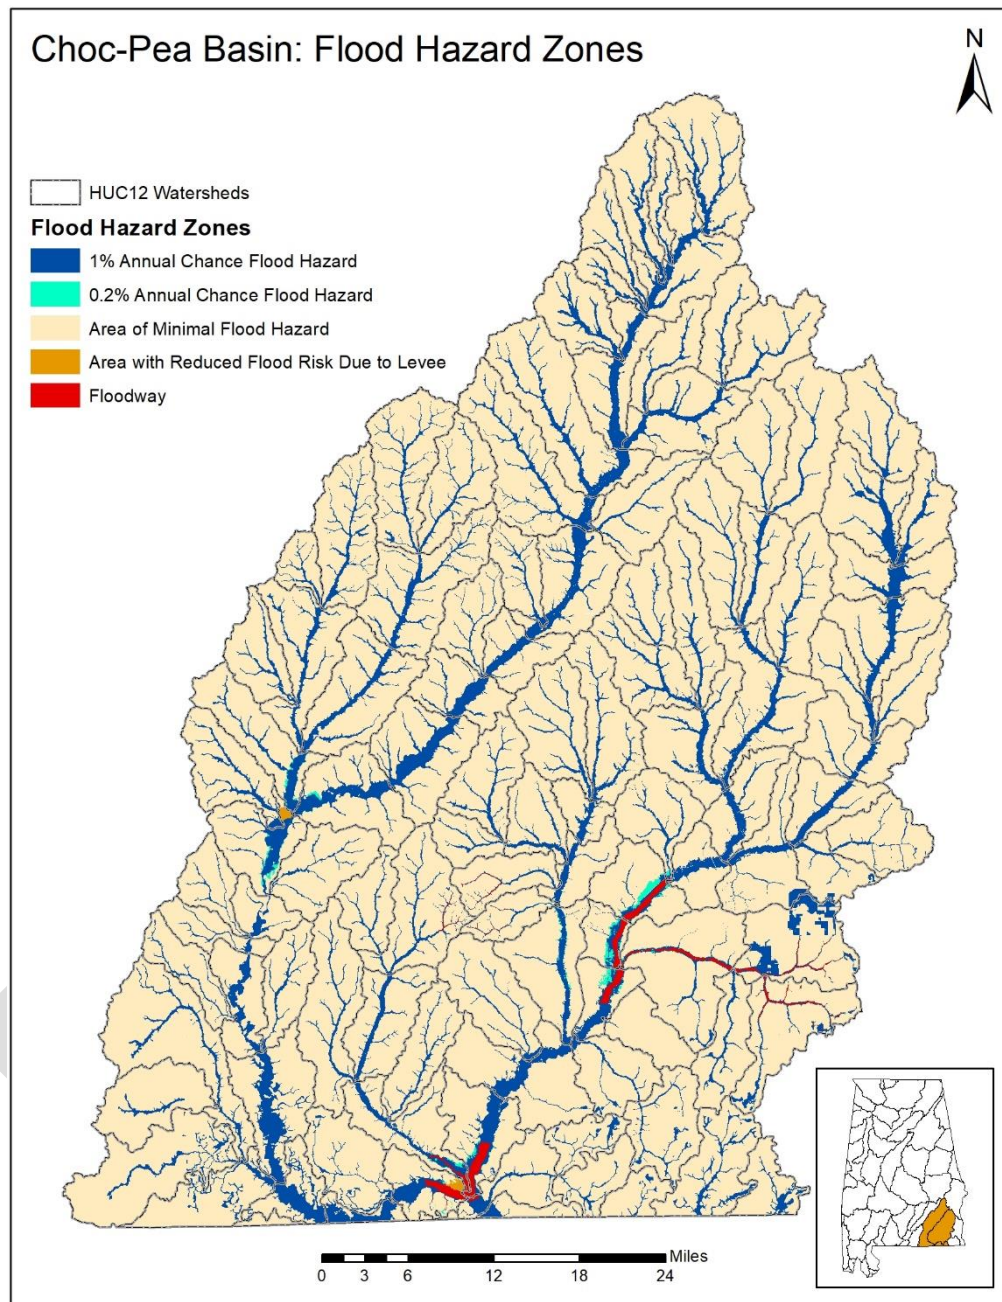 Choc-Pea Basin: Flood Hazard Zones
N
HUC12 Watersheds
Flood Hazard Zones
1% Annual Chance Flood Hazard
0.2% Annual Chance Flood Hazard
Area of Minimal Flood Hazard
Area with Reduced Flood Risk Due to Levee
Floodway
Miles
0 3 6 12 18 24